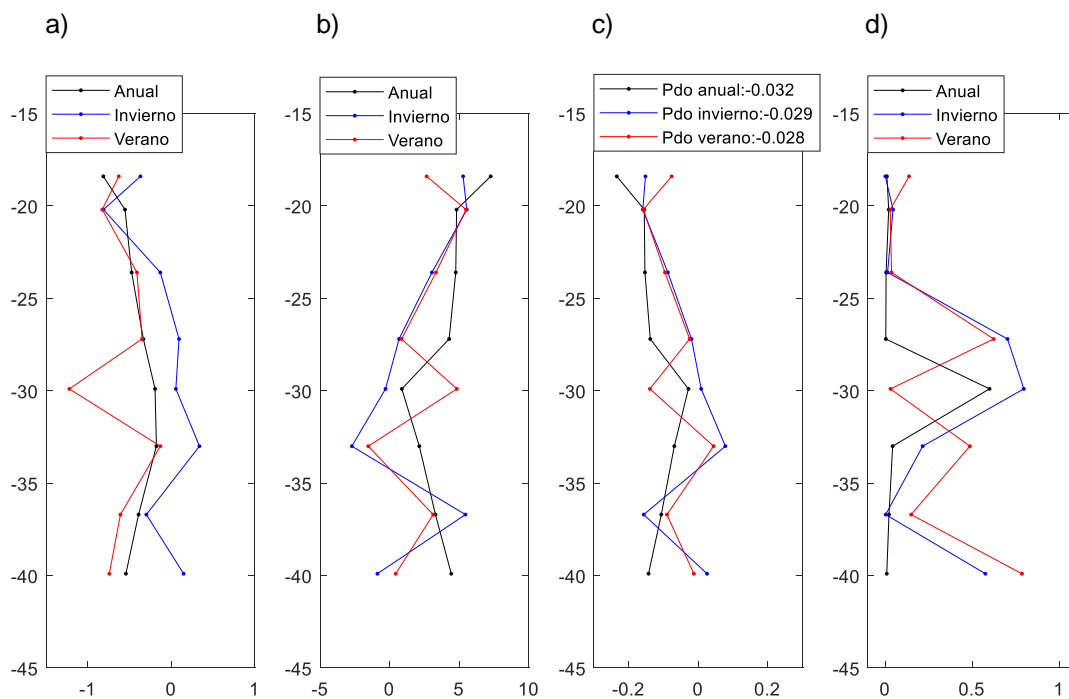 a)
b)
c)
d)
Anual
Invierno
Verano
Anual
Invierno
Verano
Pdo anual:-0.032
Pdo invierno:-0.029
Pdo verano:-0.028
Anual
Invierno
Verano
-15
-20
-25
-30
-35
-40
-45
-1
0
1
-15
-20
-25
-30
-35
-40
-45
-5
0
5
10
-15
-20
-25
-30
-35
-40
-45
-0.2
0
0.2
-15
-20
-25
-30
-35
-40
-45
0
0.5
1